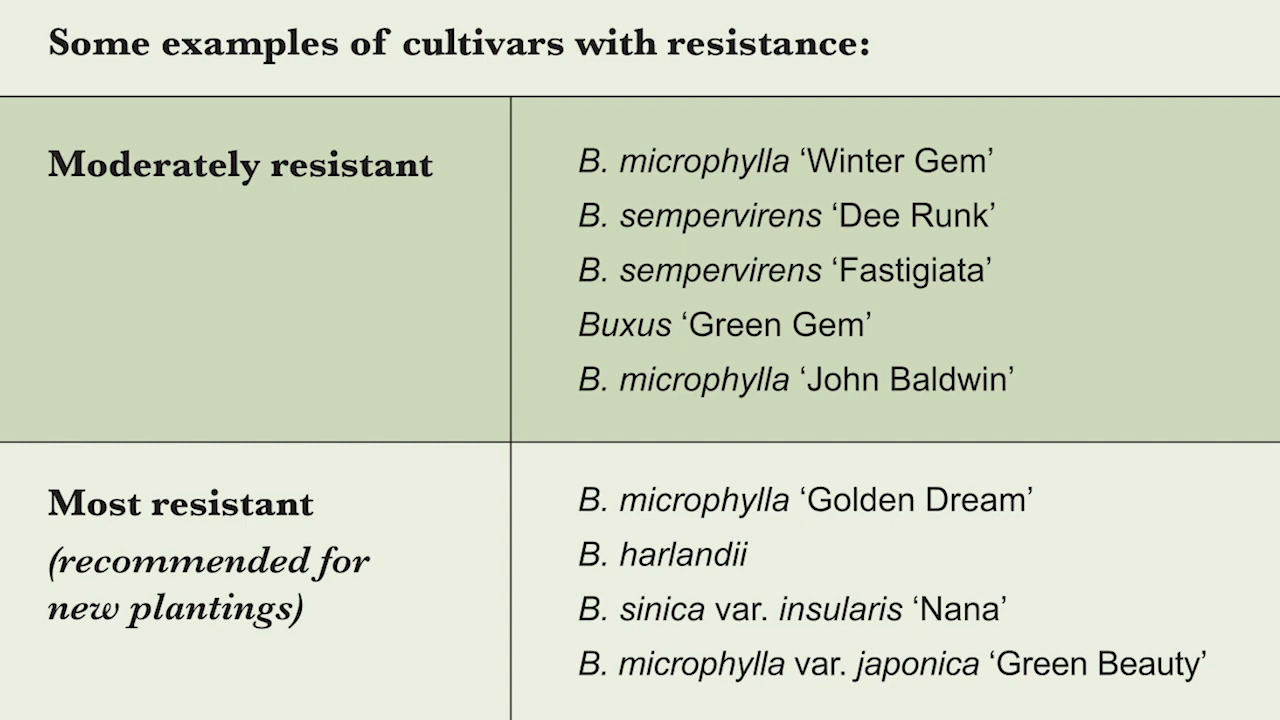 Some examples of cultivars with resistance:
Moderately resistant
B. microphylla ‘Winter Gem’
B. sempervirens ‘Dee Runk’
B. sempervirens ‘Fastigiata’
Buxus ‘Green Gem’
B. microphylla ‘John Baldwin’
Most resistant
(recommended for
new plantings)
B. microphylla ‘Golden Dream’
B. harlandii
B. sinica var. insularis ‘Nana’
B. microphylla var. japonica ‘Green Beauty’